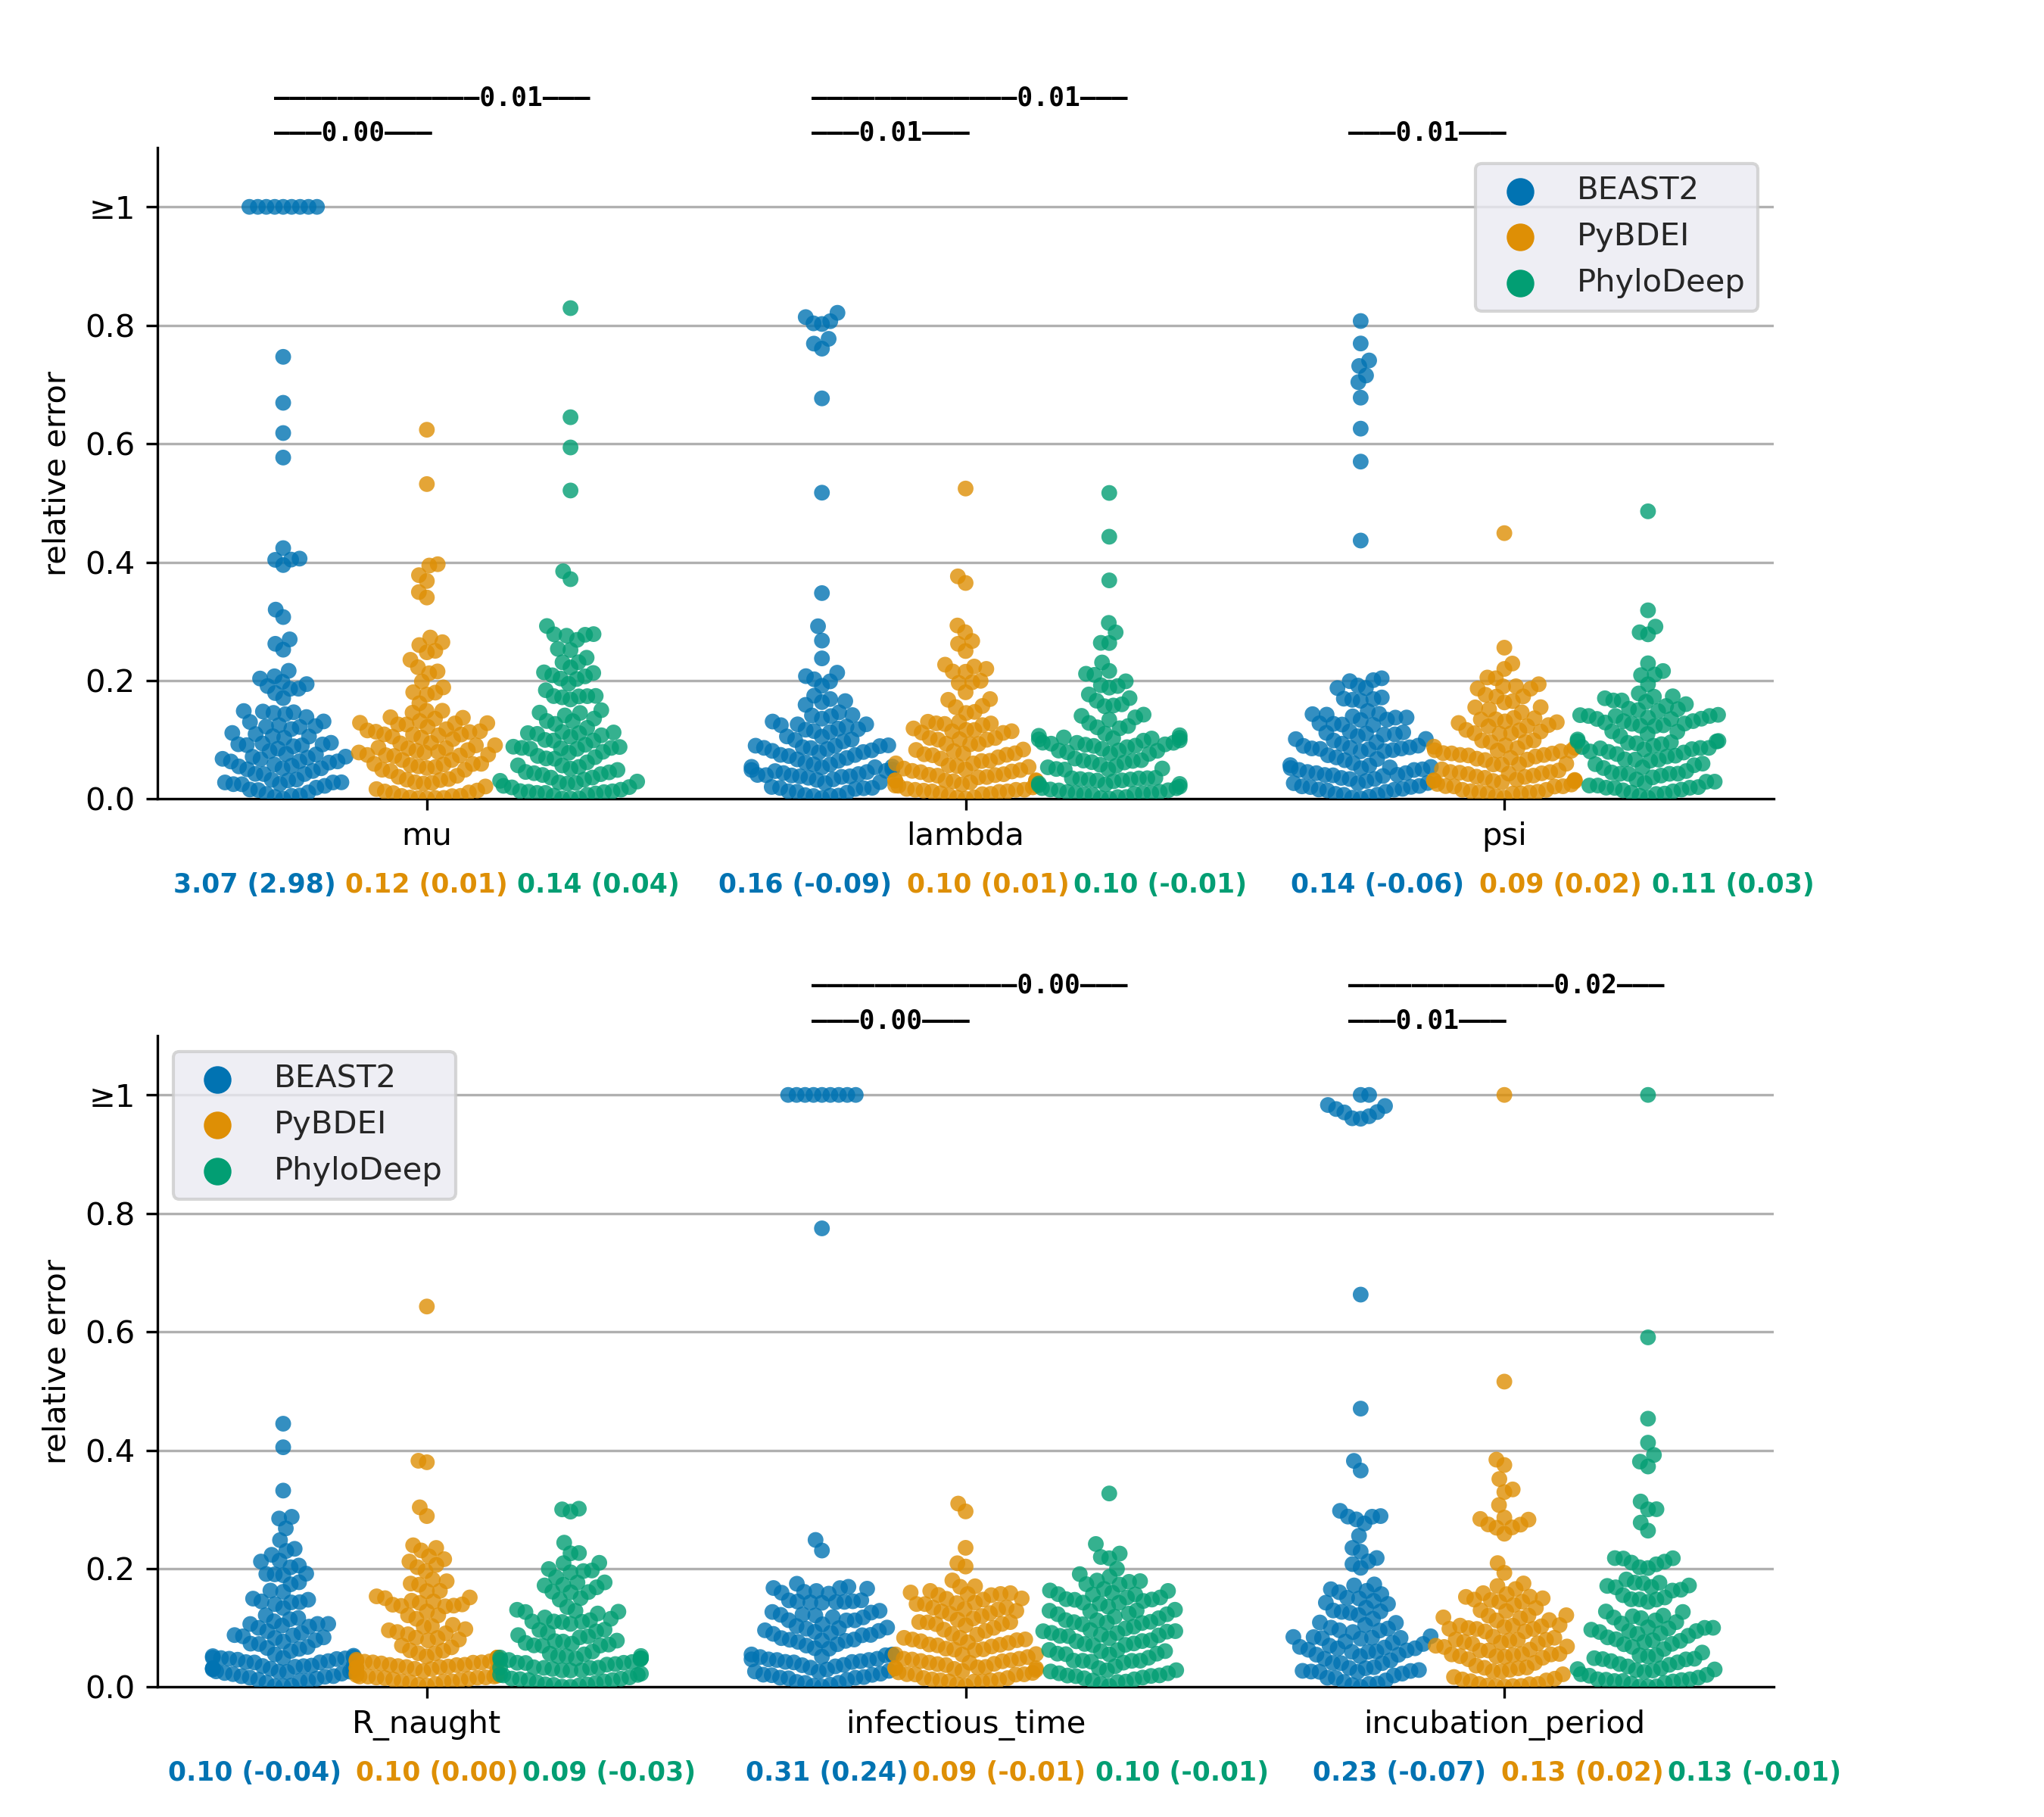 0.01 0.01
0.00 0.01 0.01
BEAST2
PyBDEI
PhyloDeep
≥1
0.8
0.6
0.4
0.2
0.0
relative error
mu lambda psi
3.07 (2.98) 0.12 (0.01) 0.14 (0.04) 0.16 (-0.09) 0.10 (0.01) 0.10 (-0.01) 0.14 (-0.06) 0.09 (0.02) 0.11 (0.03)
0.00 0.02
0.00 0.01
BEAST2
PyBDEI
PhyloDeep
≥1
0.8
0.6
0.4
0.2
0.0
relative error
R_naught infectious_time incubation_period
0.10 (-0.04) 0.10 (0.00) 0.09 (-0.03) 0.31 (0.24) 0.09 (-0.01) 0.10 (-0.01) 0.23 (-0.07) 0.13 (0.02) 0.13 (-0.01)